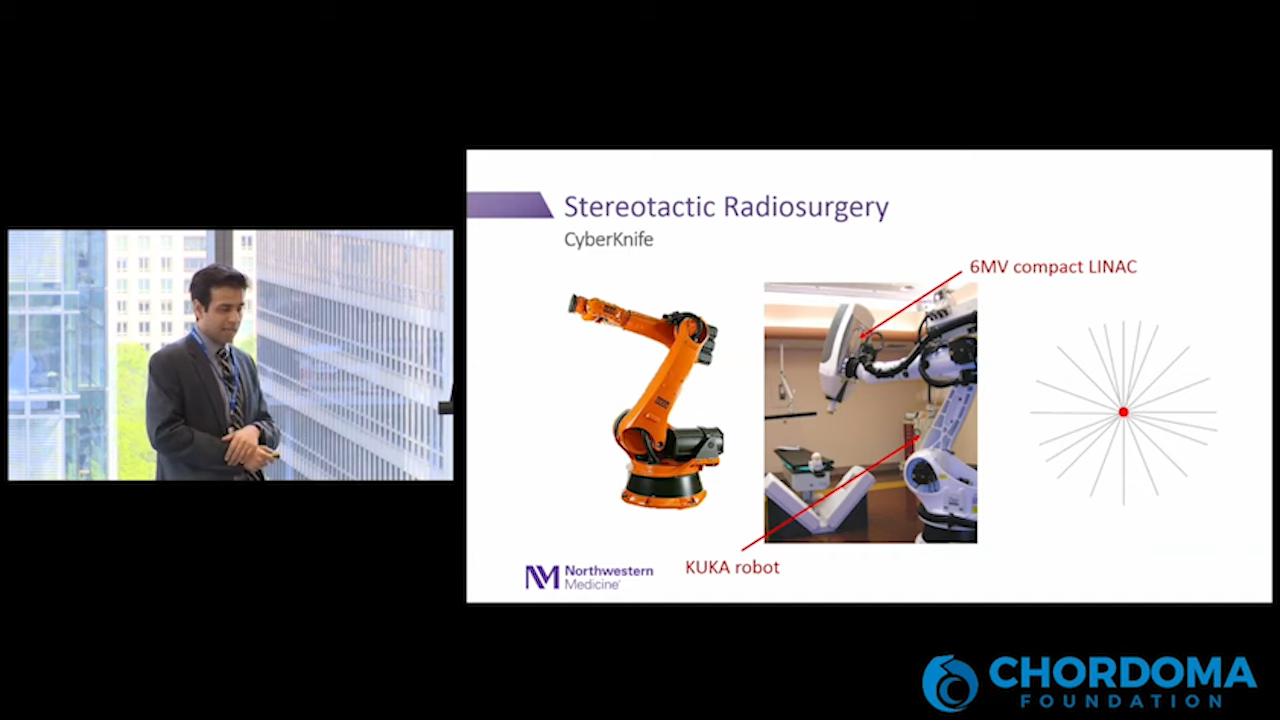 Stereotactic Radiosurgery
CyberKnife
6MV compact LINAC
KUKA robot
Northwestern
Medicine
CHORDOMA
FOUNDATION